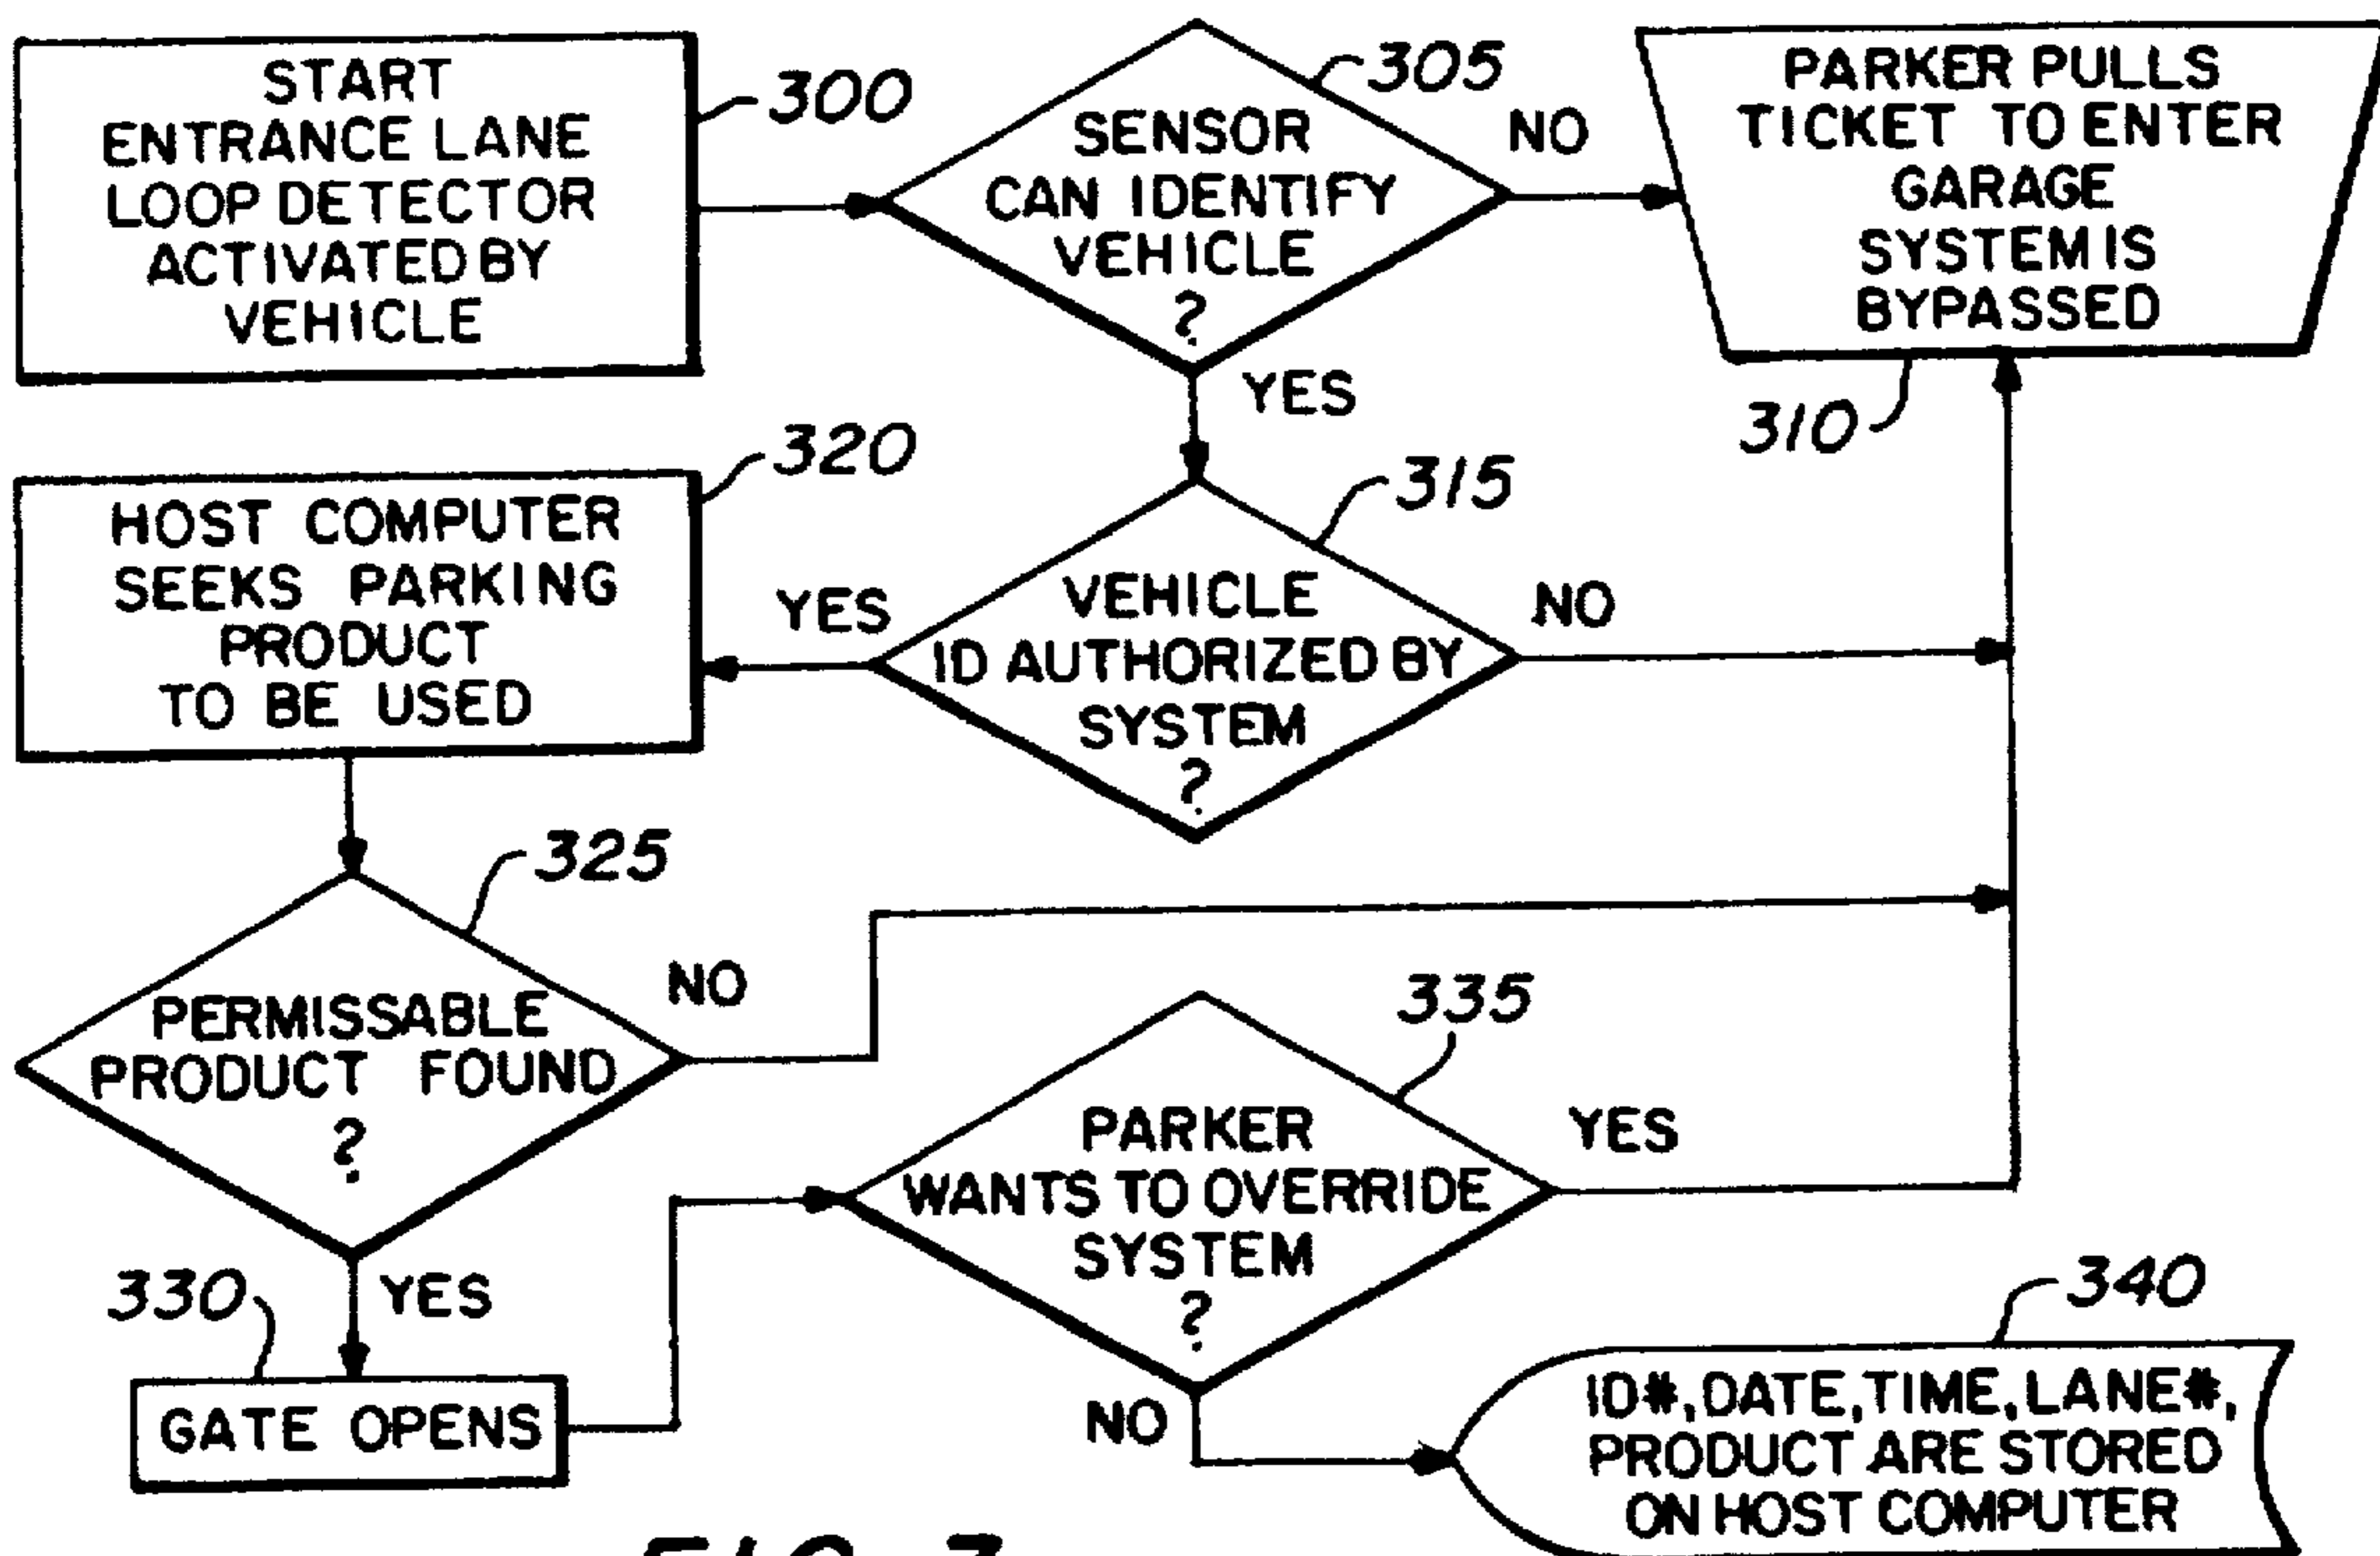 START
ENTRANCE LANE
LOOP DETECTOR
ACTIVATED BY
VEHICLE
300
SENSOR
CAN IDENTIFY
VEHICLE
?
305
NO
YES
PARKER PULLS
TICKET TO ENTER
GARAGE
SYSTEM IS
BYPASSED
310
HOST COMPUTER
SEEKS PARKING
PRODUCT
TO BE USED
320
YES
VEHICLE
ID AUTHORIZED BY
SYSTEM
?
315
NO
PERMISSABLE
PRODUCT FOUND
?
325
NO
YES
330
GATE OPENS
PARKER
WANTS TO OVERRIDE
SYSTEM
?
335
YES
NO
340
ID#, DATE, TIME, LANE#,
PRODUCT ARE STORED
ON HOST COMPUTER